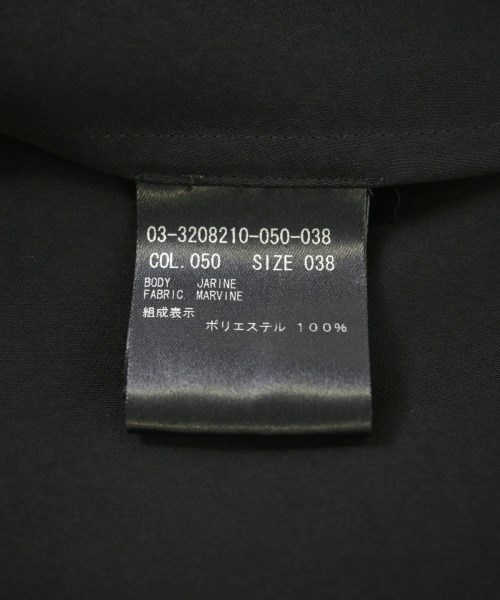 03-3208210-050-038
COL.050 SIZE 038
BODY JARINE
FABRIC MARVINE
組成表示
ポリエステル 100%